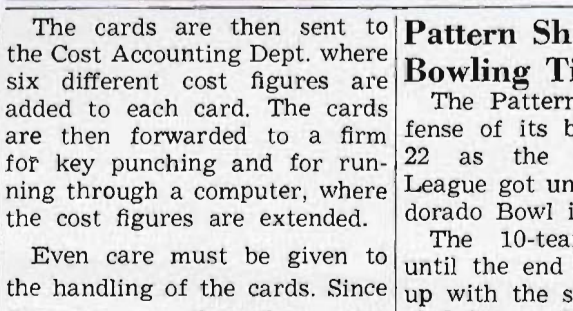 The cards are then sent to
the Cost Accounting Dept. where
six different cost figures are
added to each card. The cards
are then forwarded to a firm
for key punching and for run-
ning through a computer, where
the cost figures are extended.
Even care must be given to
the handling of the cards. Since
Pattern Sh
Bowling Ti
The Pattern
fense of its b
22 as the
League got un
dorado Bowl i
The 10-tea
until the end
up with the s